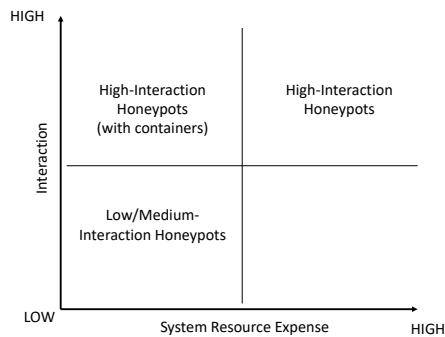 HIGH
High-Interaction
Honeypots
(with containers)
High-Interaction
Honeypots
Interaction
Low/Medium-
Interaction Honeypots
LOW
System Resource Expense
HIGH